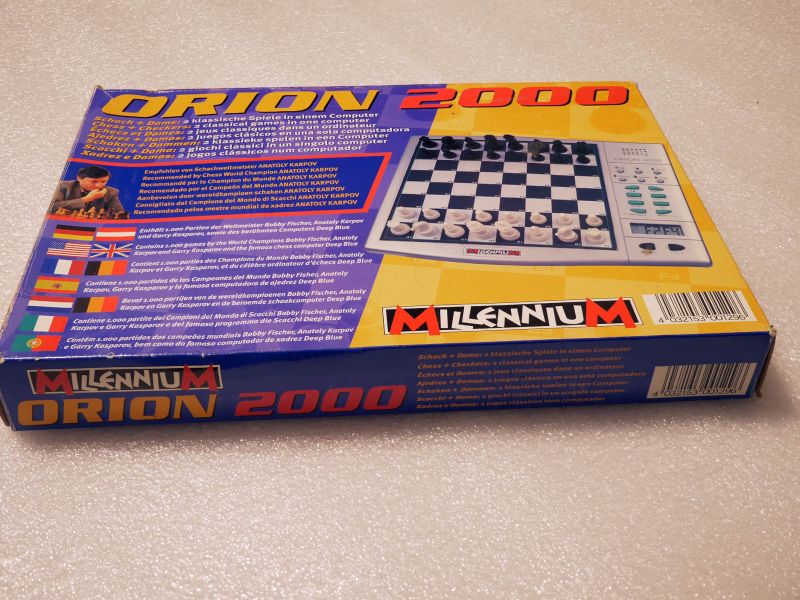 ORION 2000
Schach + Dame: 2 klassische Spiele in einem Computer
Chess + Checkers: 2 classical games in one computer
Échecs et Dames: 2 jeux classiques dans un ordinateur
Ajedrez + Damas: 2 juegos clásicos en una sola computadora
Schaken + Dammen: 2 klassieke spelen in een Computer
Scacchi + Dama: 2 giochi classici in un singolo computer
Xadrez e Damas: 2 jogos clássicos num computador
Empfohlen von Schachweltmeister ANATOLY KARPOV
Recommended by Chess World Champion ANATOLY KARPOV
Recommandé par le Champion du Monde ANATOLY KARPOV
Recomendado por el Campeón del Mundo ANATOLY KARPOV
Aanbevolen door wereldkampioen schaken ANATOLY KARPOV
Consigliato dal Campione del Mondo di Scacchi ANATOLY KARPOV
Recomendado pelos mestre mundial do xadrez ANATOLY KARPOV
Enthält 1.000 Partien der Weltmeister Bobby Fischer, Anatoly
Karpov und Garry Kasparov, sowie des berühmten Computers Deep Blue
Contains 1.000 games by the World Champions Bobby Fischer, Anatoly
Karpov and Garry Kasparov and the famous chess computer Deep Blue
Contient 1.000 parties des Champions du Monde Bobby Fischer, Anatoly
Karpov et Garry Kasparov, et du célèbre ordinateur d'échecs Deep Blue
Contiene 1.000 partidas de los Campeones del Mundo Bobby Fisher, Anatoly
Karpov, Garry Kasparov y la famosa computadora de ajedrez Deep Blue
Bevat 1.000 partijen van de wereldkampioenen Bobby Fischer, Anatoly
Karpov en Garry Kasparov en de beroemde schaakcomputer Deep Blue
Contiene 1.000 partite dei Campioni del Mondo di Scacchi Bobby Fischer, Anatoly
Karpov e Garry Kasparov e del famoso programma die Scacchi Deep Blue
Contém 1.000 partidas dos campeões mundiais Bobby Fischer, Anatoly Karpov
e Garry Kasparov, bem como do famoso computador de xadrez Deep Blue
ORION 2000
MILLENNIUM
MILLENNIUM
4 032153 001296
MILLENNIUM
ORION 2000
Schach + Dame: 2 klassische Spiele in einem Computer
Chess + Checkers: 2 classical games in one computer
Échecs et Dames: 2 jeux classiques dans un ordinateur
Ajedrez + Damas: 2 juegos clásicos en una sola computadora
Schaken + Dammen: 2 klassieke spelen in een Computer
Scacchi + Dama: 2 giochi classici in un singolo computer
Xadrez e Damas: 2 jogos clássicos num computador
4 032153 001296